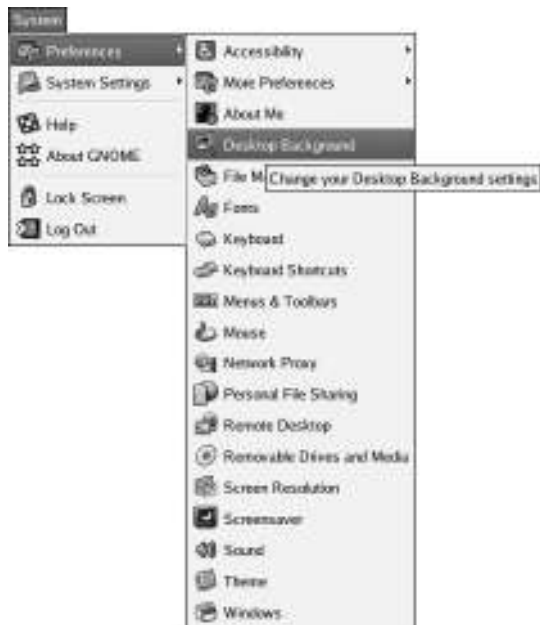 System
Preferences
System Settings
Help
About GNOME
Lock Screen
Log Out
Accessibility
More Preferences
About Me
Desktop Background
File M
Change your Desktop Background settings
Fonts
Keyboard
Keyboard Shortcuts
Menus & Toolbars
Mouse
Network Proxy
Personal File Sharing
Remote Desktop
Removable Drives and Media
Screen Resolution
Screensaver
Sound
Theme
Windows